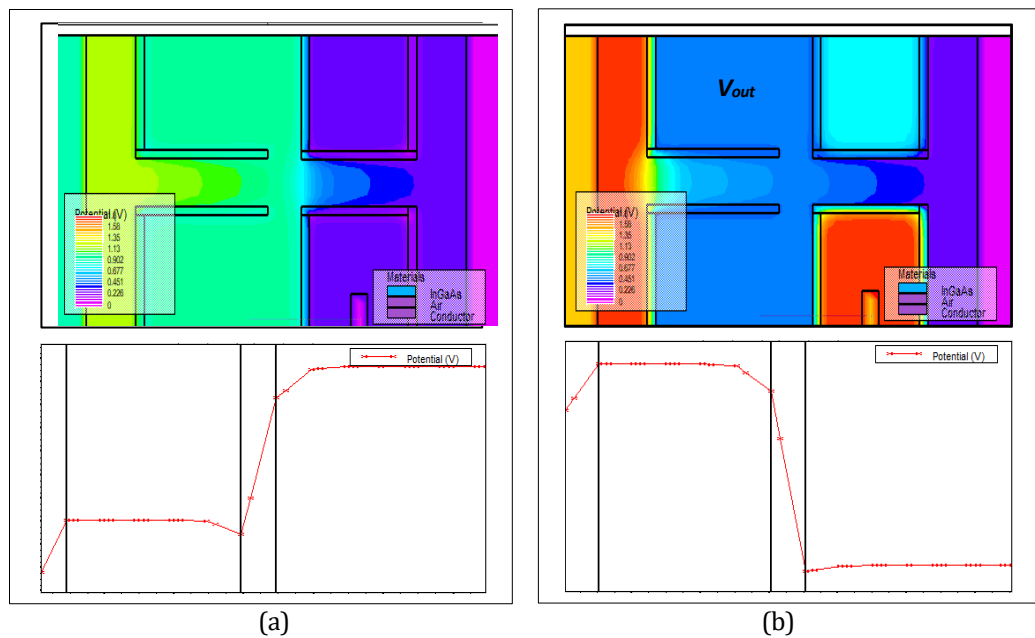 Potential (V)
1.58
1.35
1.13
0.902
0.677
0.451
0.226
0
Materials
InGaAs
Air
Conductor
Potential (V)
(a)
Vout
Potential (V)
1.58
1.35
1.13
0.902
0.677
0.451
0.226
0
Materials
InGaAs
Air
Conductor
Potential (V)
(b)